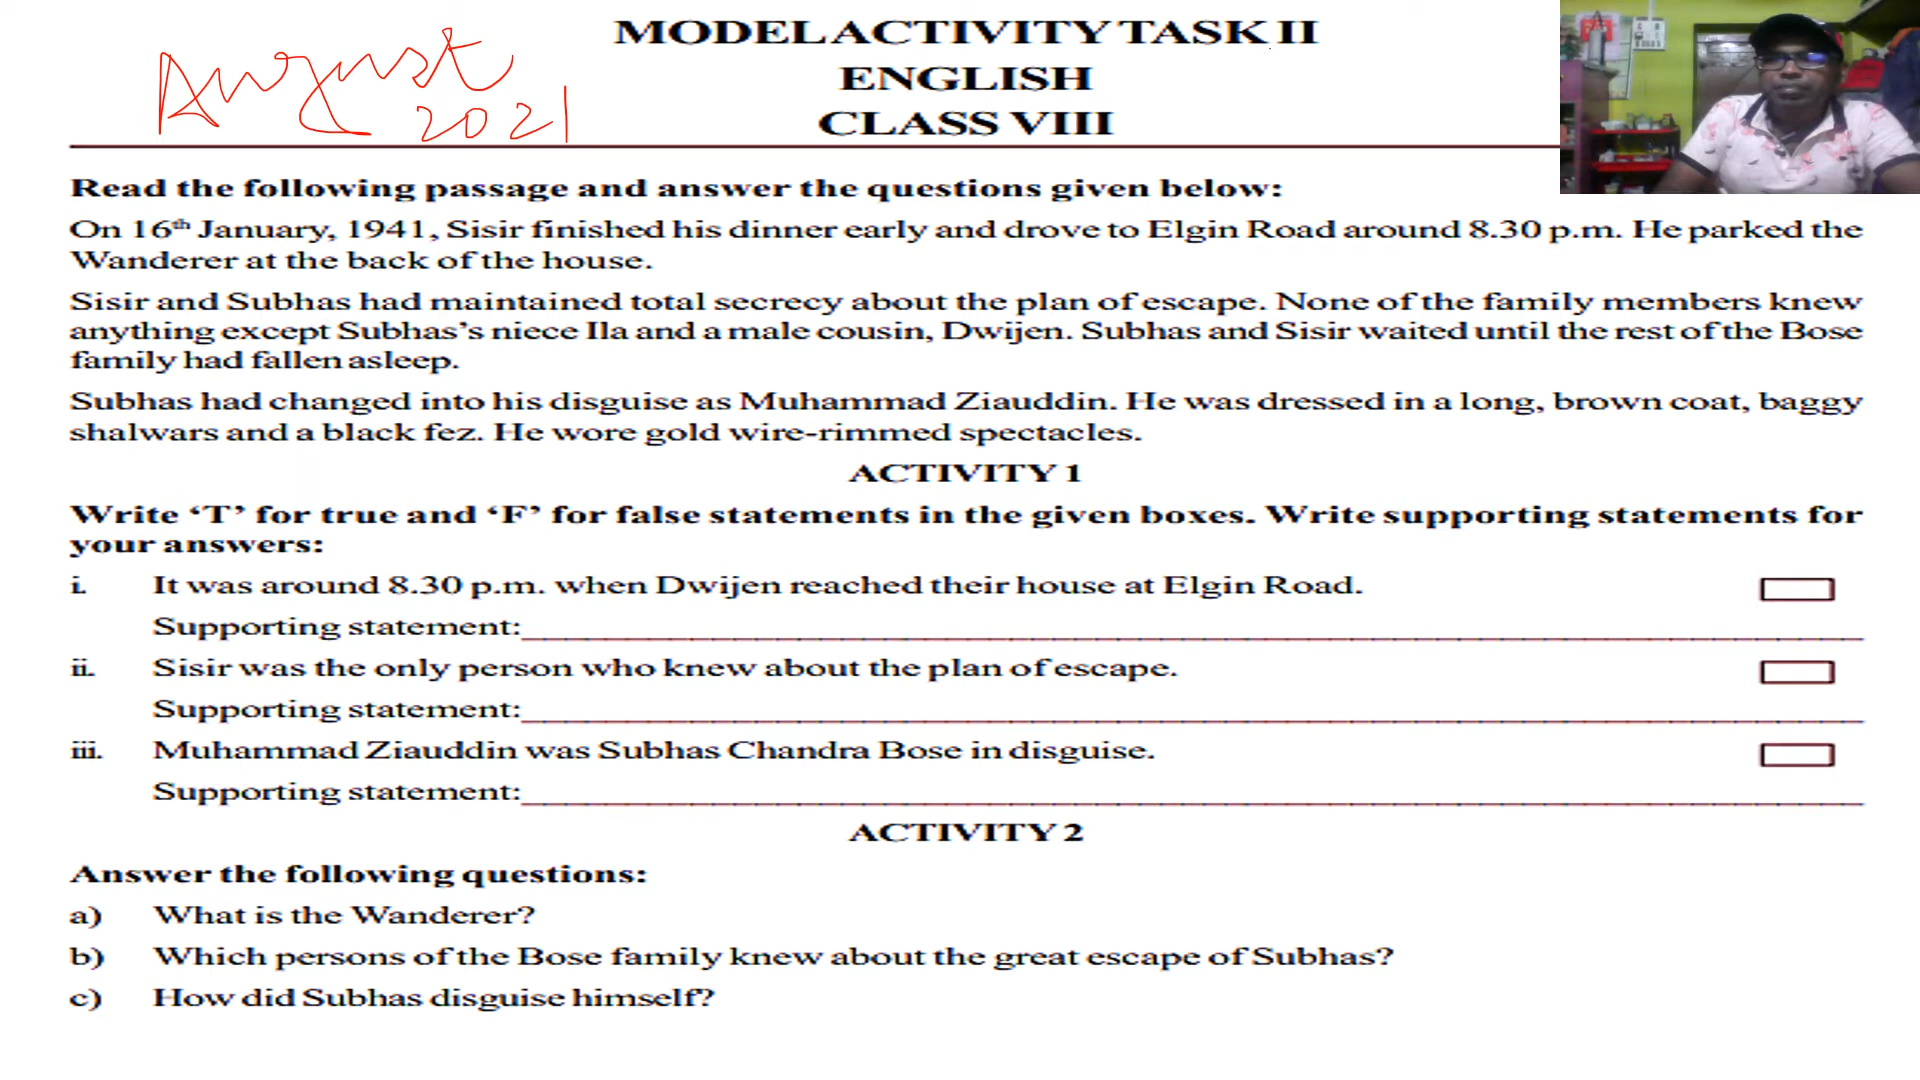 August
2021
MODEL ACTIVITY TASK II
ENGLISH
CLASS VIII
Read the following passage and answer the questions given below:
On 16th January, 1941, Sisir finished his dinner early and drove to Elgin Road around 8.30 p.m. He parked the
Wanderer at the back of the house.
Sisir and Subhas had maintained total secrecy about the plan of escape. None of the family members knew
anything except Subhas’s niece Ila and a male cousin, Dwijen. Subhas and Sisir waited until the rest of the Bose
family had fallen asleep.
Subhas had changed into his disguise as Muhammad Ziauddin. He was dressed in a long, brown coat, baggy
shalwars and a black fez. He wore gold wire-rimmed spectacles.
ACTIVITY 1
Write ‘T’ for true and ‘F’ for false statements in the given boxes. Write supporting statements for
your answers:
i. It was around 8.30 p.m. when Dwijen reached their house at Elgin Road.
Supporting statement:
ii. Sisir was the only person who knew about the plan of escape.
Supporting statement:
iii. Muhammad Ziauddin was Subhas Chandra Bose in disguise.
Supporting statement:
ACTIVITY 2
Answer the following questions:
a) What is the Wanderer?
b) Which persons of the Bose family knew about the great escape of Subhas?
c) How did Subhas disguise himself?